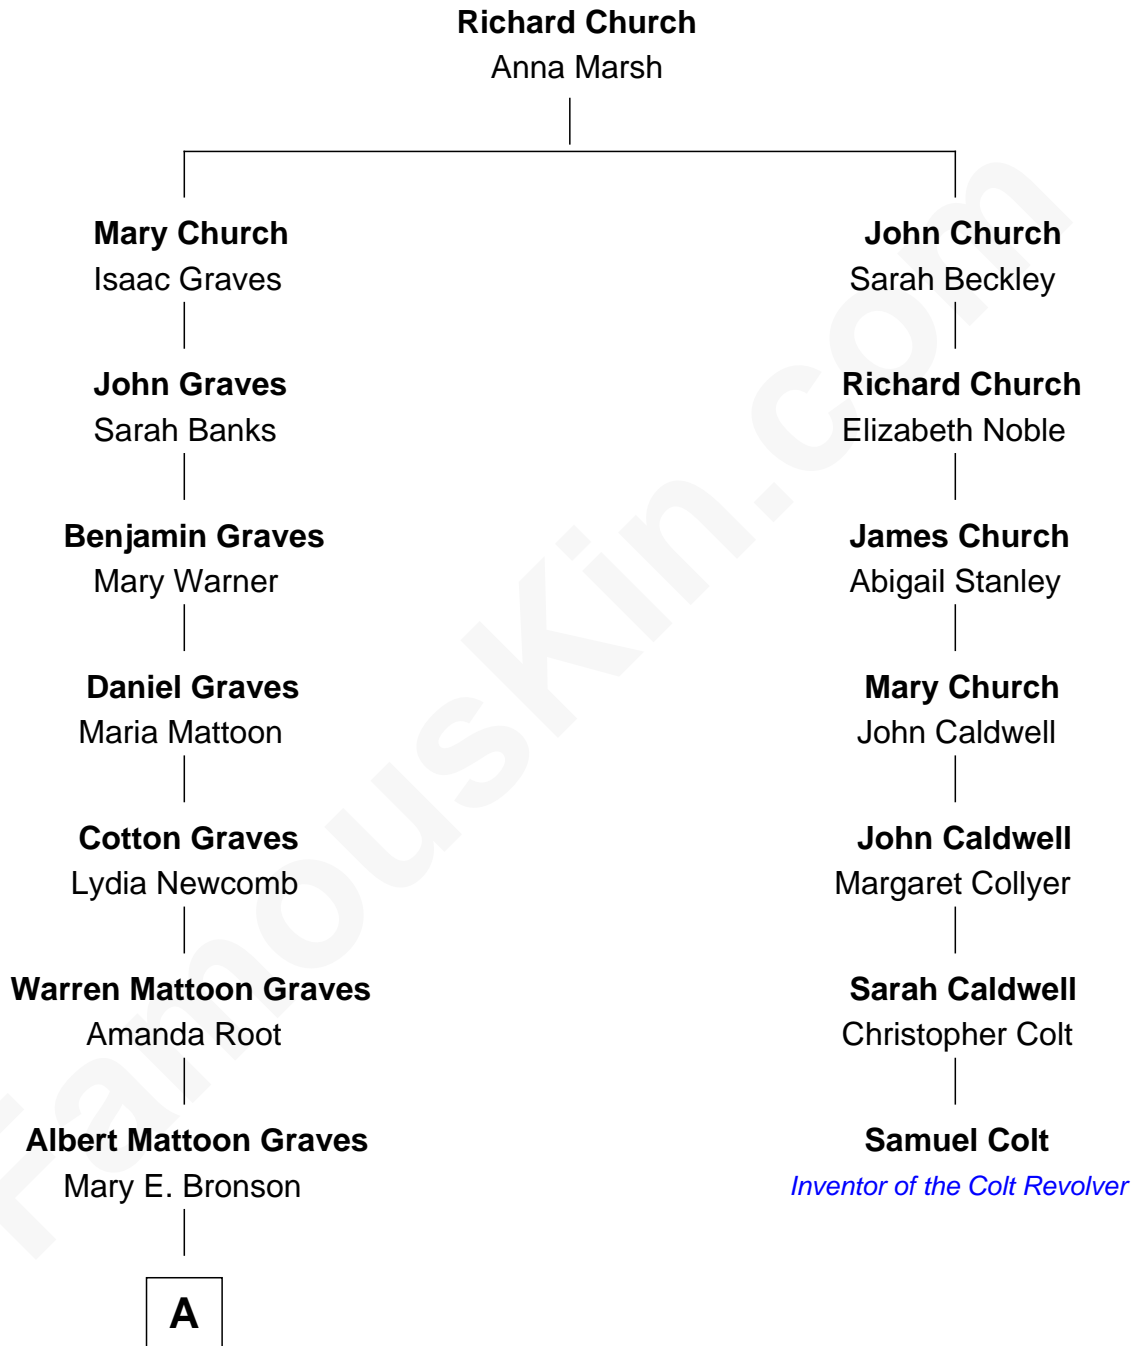 Richard Church
Anna Marsh
Mary Church
Isaac Graves
John Church
Sarah Beckley
John Graves
Sarah Banks
Richard Church
Elizabeth Noble
Benjamin Graves
Mary Warner
James Church
Abigail Stanley
Daniel Graves
Maria Mattoon
Mary Church
John Caldwell
Cotton Graves
Lydia Newcomb
John Caldwell
Margaret Collyer
Warren Mattoon Graves
Amanda Root
Sarah Caldwell
Christopher Colt
Albert Mattoon Graves
Mary E. Bronson
Samuel Colt
Inventor of the Colt Revolver
A
FamousKin.com